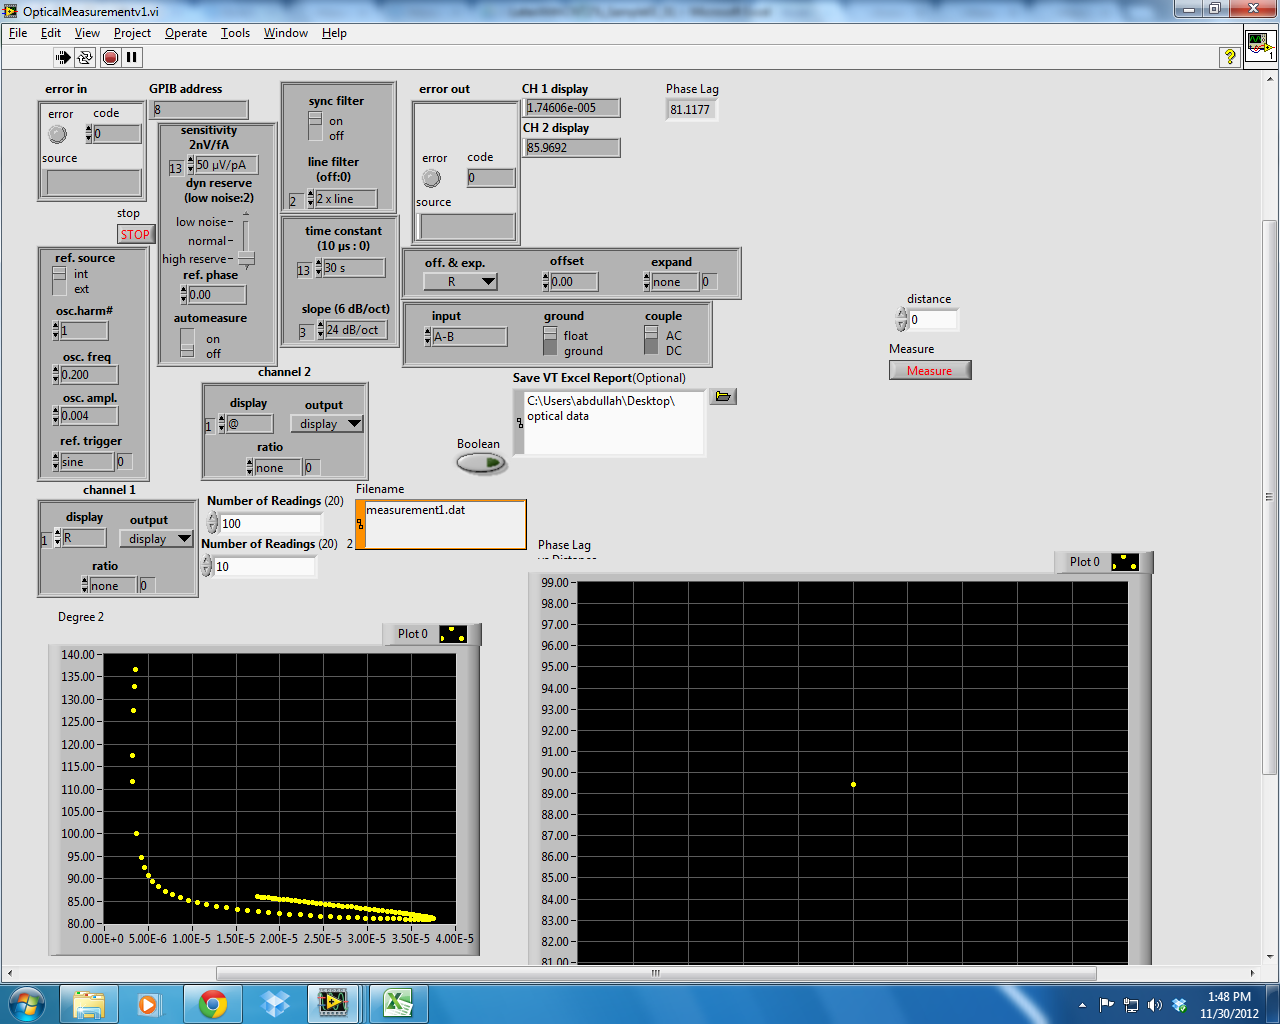 OpticalMeasurementv1.vi
File Edit View Project Operate Tools Window Help
error in
error code
0
source
GPIB address
8
sensitivity
2nV/fA
13 50 µV/pA
dyn reserve
(low noise:2)
low noise
normal
high reserve
ref. phase
0.00
automeasure
on
off
sync filter
on
off
line filter
(off:0)
2 2 x line
time constant
(10 µs : 0)
13 30 s
slope (6 dB/oct)
3 24 dB/oct
error out
error code
0
source
CH 1 display
1.74606e-005
CH 2 display
85.9692
Phase Lag
81.1177
stop
STOP
ref. source
int
ext
osc.harm#
1
osc. freq
0.200
osc. ampl.
0.004
ref. trigger
sine 0
off. & exp.
R
offset
0.00
expand
none 0
input
A-B
ground
float
ground
couple
AC
DC
distance
0
Measure
Measure
channel 2
display output
1 @ display
ratio
none 0
Save VT Excel Report(Optional)
C:\Users\abdullah\Desktop\
optical data
Boolean
channel 1
display output
1 R display
ratio
none 0
Number of Readings (20)
100
Number of Readings (20) 2
10
Filename
measurement1.dat
Degree 2
Plot 0
140.00
135.00
130.00
125.00
120.00
115.00
110.00
105.00
100.00
95.00
90.00
85.00
80.00
0.00E+0 5.00E-6 1.00E-5 1.50E-5 2.00E-5 2.50E-5 3.00E-5 3.50E-5 4.00E-5
Phase Lag
Plot 0
99.00
98.00
97.00
96.00
95.00
94.00
93.00
92.00
91.00
90.00
89.00
88.00
87.00
86.00
85.00
84.00
83.00
82.00
81.00
1:48 PM
11/30/2012